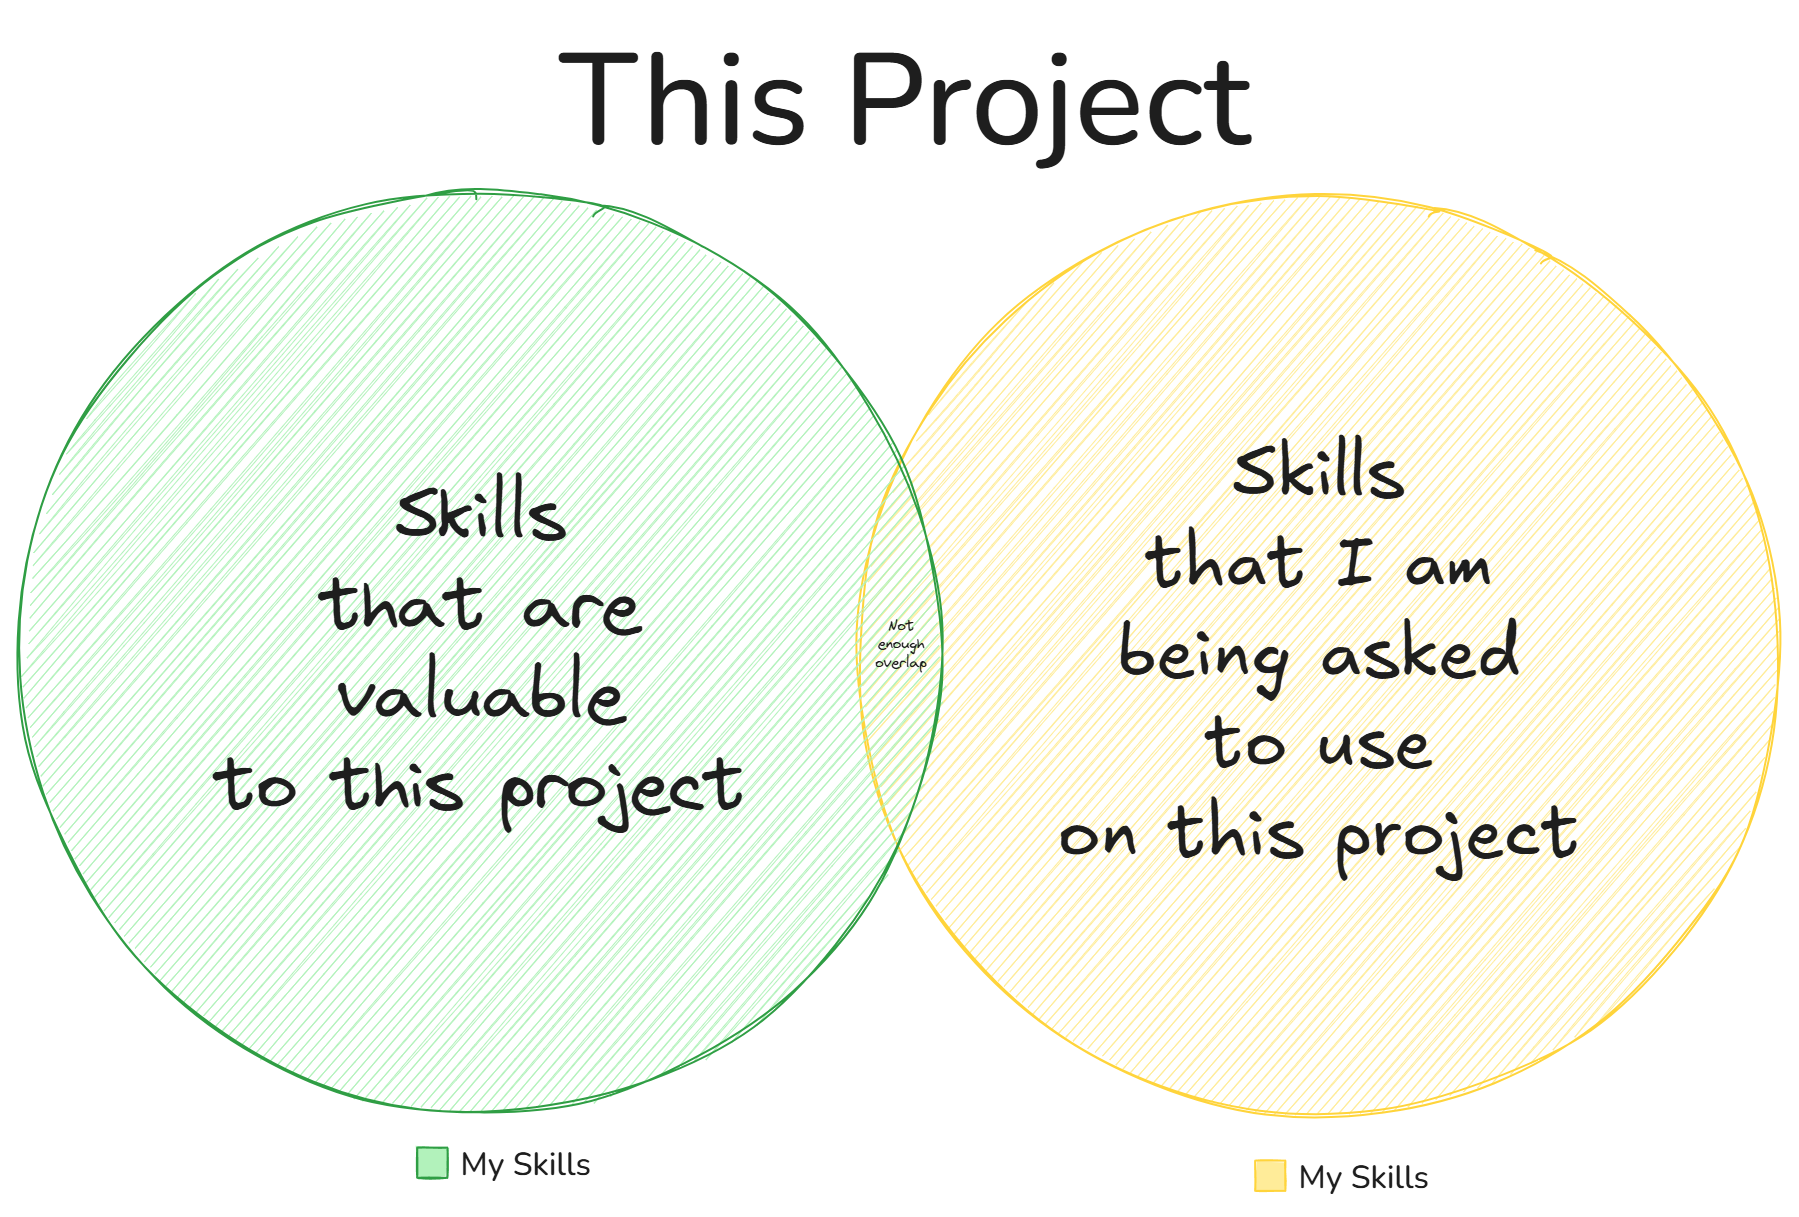 This Project
Skills
that are
valuable
to this project
Not
enough
overlap
Skills
that I am
being asked
to use
on this project
My Skills
My Skills